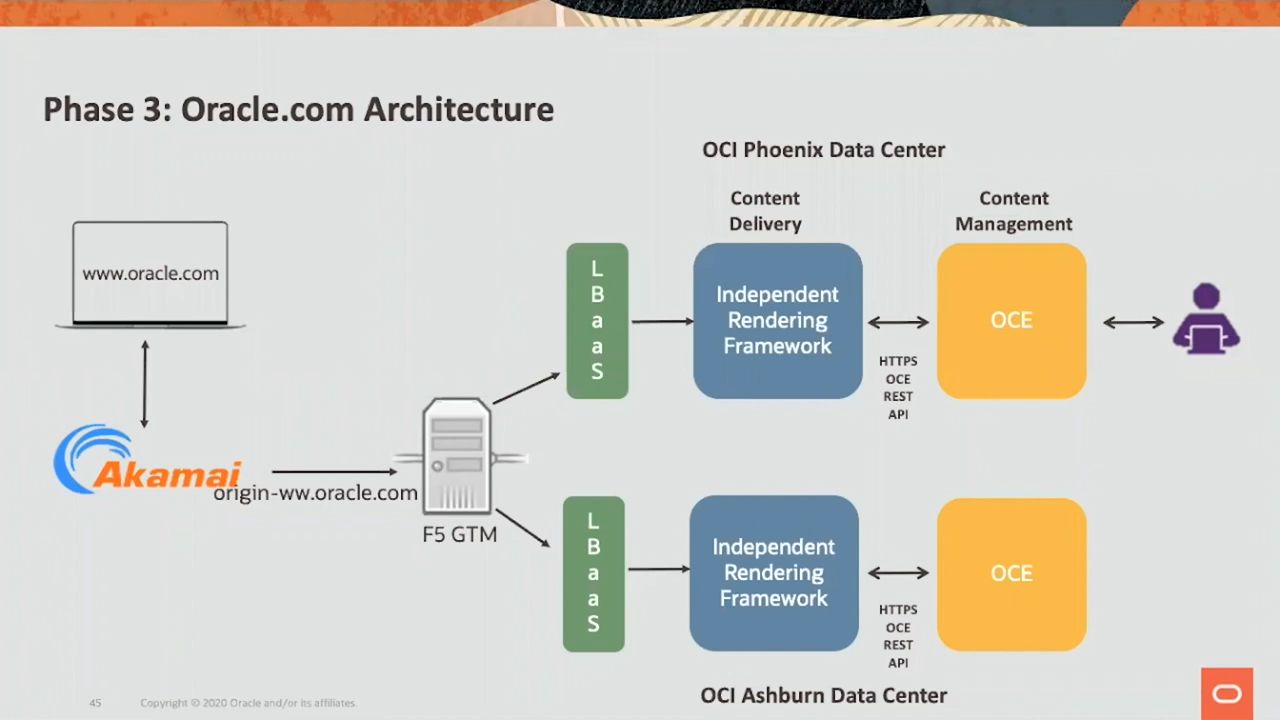 Phase 3: Oracle.com Architecture
OCI Phoenix Data Center
Content
Delivery
Content
Management
www.oracle.com
L
B
a
a
S
Independent
Rendering
Framework
HTTPS
OCE
REST
API
OCE
Akamai
origin-ww.oracle.com
F5 GTM
L
B
a
a
S
Independent
Rendering
Framework
HTTPS
OCE
REST
API
OCE
OCI Ashburn Data Center
45
Copyright © 2020 Oracle and/or its affiliates.